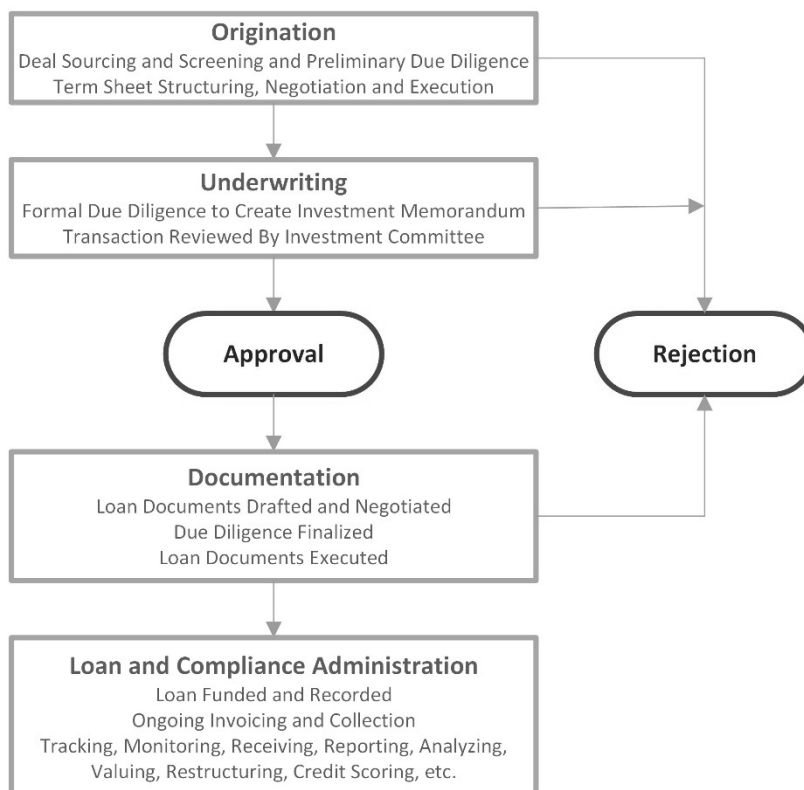 Origination
Deal Sourcing and Screening and Preliminary Due Diligence
Term Sheet Structuring, Negotiation and Execution
Underwriting
Formal Due Diligence to Create Investment Memorandum
Transaction Reviewed By Investment Committee
Approval
Rejection
Documentation
Loan Documents Drafted and Negotiated
Due Diligence Finalized
Loan Documents Executed
Loan and Compliance Administration
Loan Funded and Recorded
Ongoing Invoicing and Collection
Tracking, Monitoring, Receiving, Reporting, Analyzing,
Valuing, Restructuring, Credit Scoring, etc.